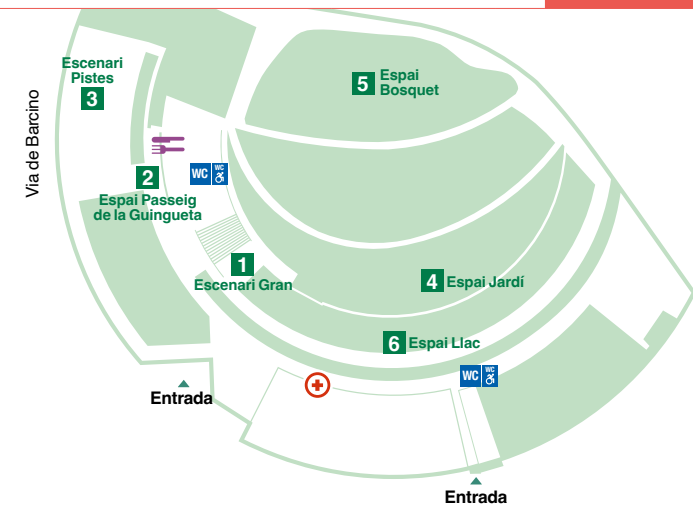 Escenari
Pistes
3
5
Espai
Bosquet
Via de Barcino
WC
WC
2
Espai Passeig
de la Guingueta
1
Escenari Gran
4
Espai Jardí
6
Espai Llac
WC
WC
Entrada
Entrada